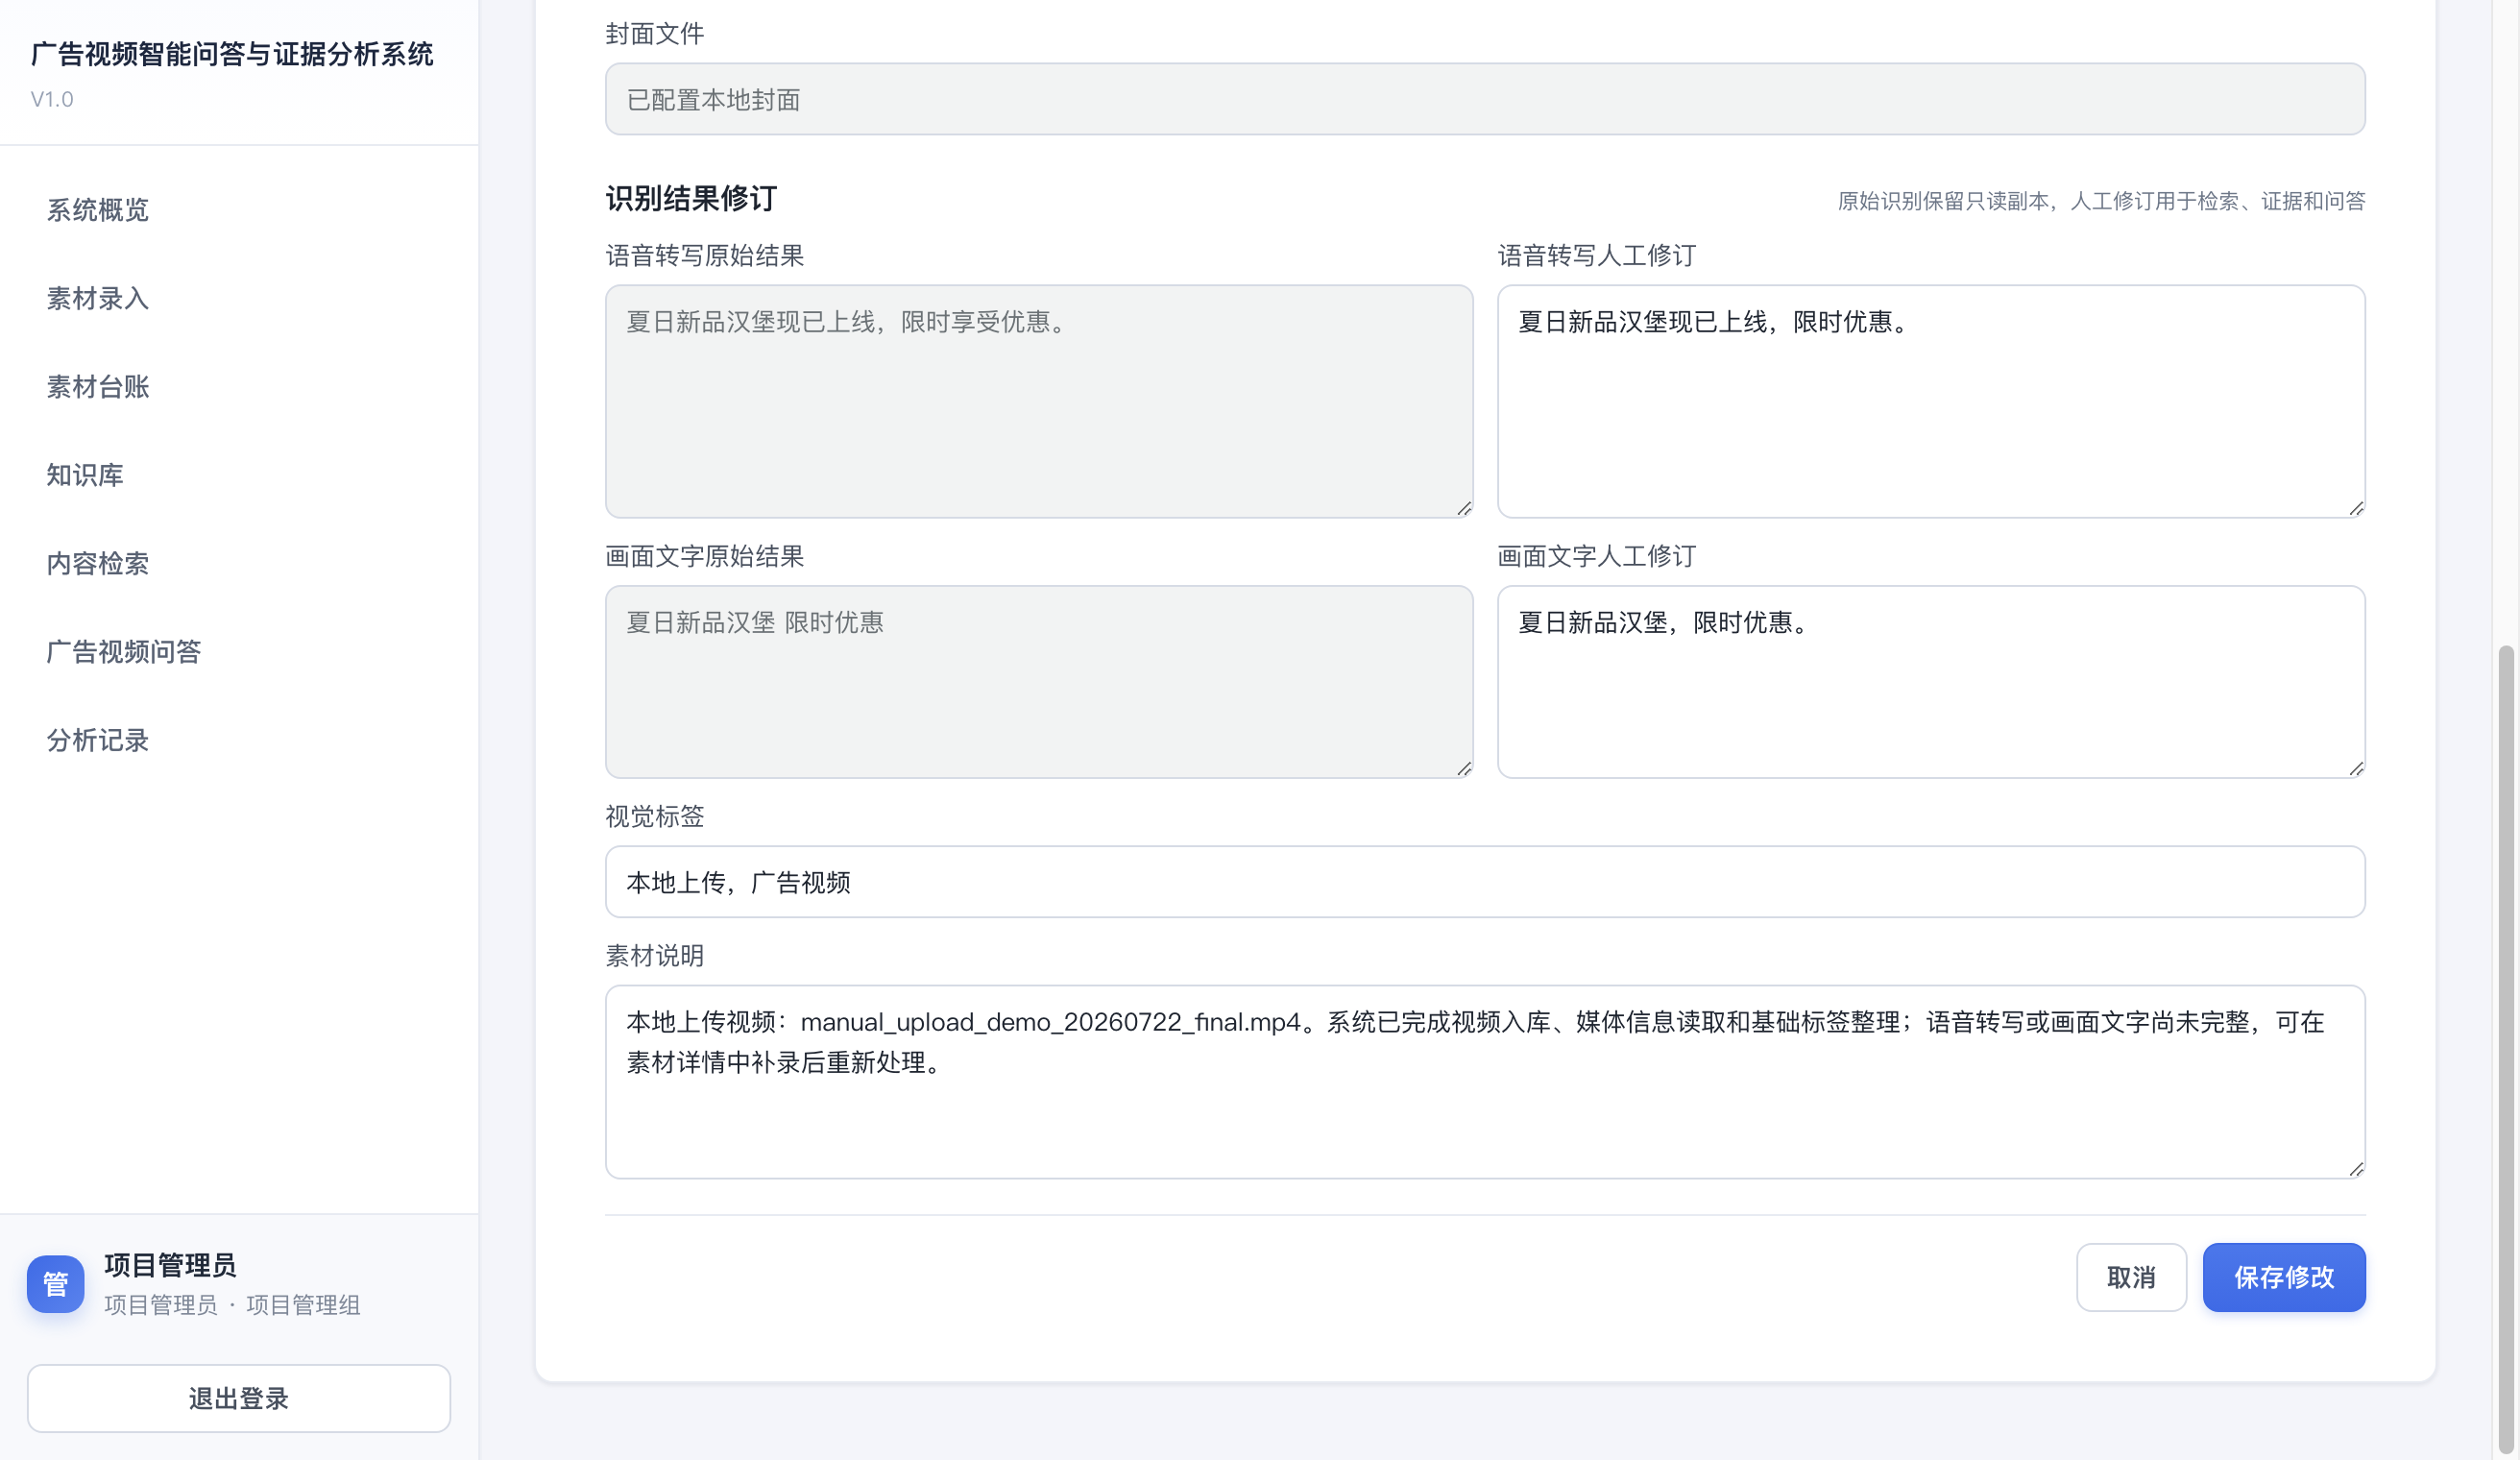 广告视频智能问答与证据分析系统
V1.0
系统概览
素材录入
素材台账
知识库
内容检索
广告视频问答
分析记录
管
项目管理员
项目管理员 · 项目管理组
退出登录
封面文件
已配置本地封面
识别结果修订
原始识别保留只读副本，人工修订用于检索、证据和问答
语音转写原始结果
语音转写人工修订
夏日新品汉堡现已上线，限时享受优惠。
夏日新品汉堡现已上线，限时优惠。
画面文字原始结果
画面文字人工修订
夏日新品汉堡 限时优惠
夏日新品汉堡，限时优惠。
视觉标签
本地上传，广告视频
素材说明
本地上传视频：manual_upload_demo_20260722_final.mp4。系统已完成视频入库、媒体信息读取和基础标签整理；语音转写或画面文字尚未完整，可在
素材详情中补录后重新处理。
取消
保存修改